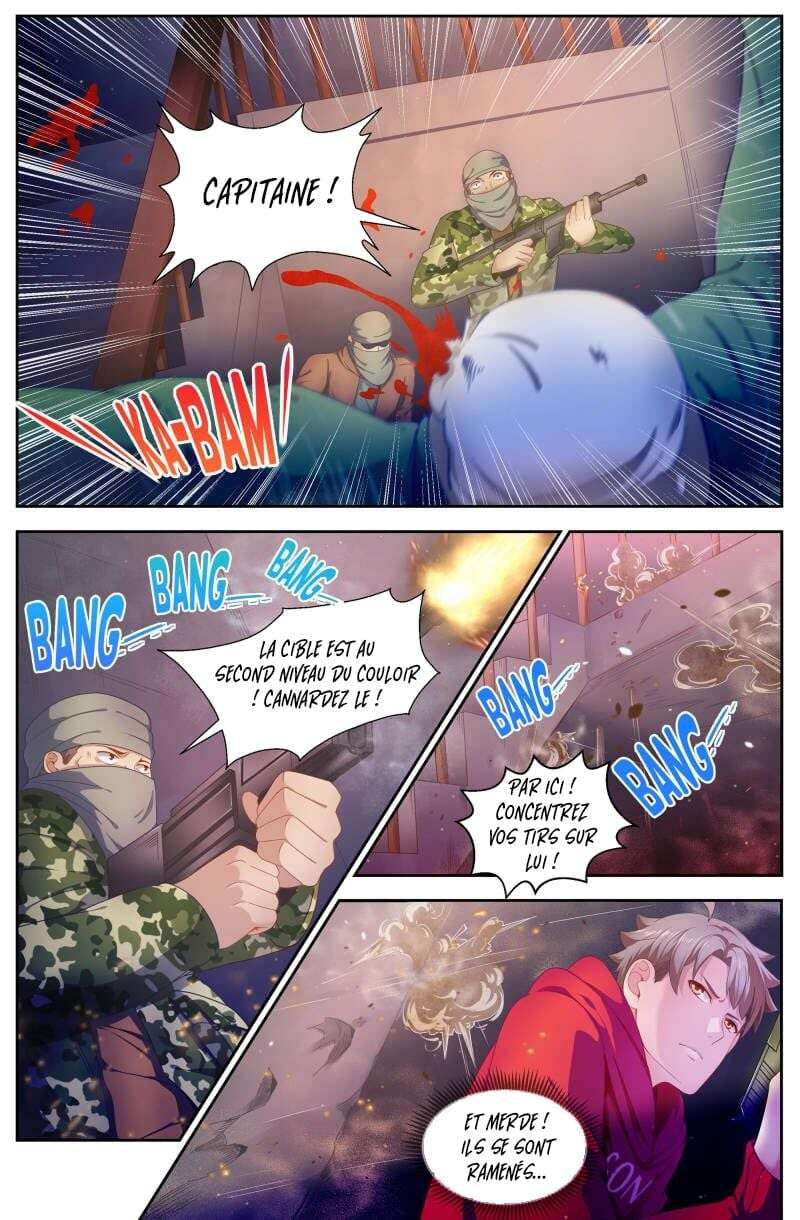 CAPITAINE !
KA-BAM
BANG
BANG
BANG
LA CIBLE EST AU
SECOND NIVEAU DU COULOIR
! CANNARDEZ LE !
BANG
BANG
PAR ICI !
CONCENTREZ
VOS TIRS SUR
LUI !
ET MERDE !
ILS SE SONT
RAMENÉS...
SON